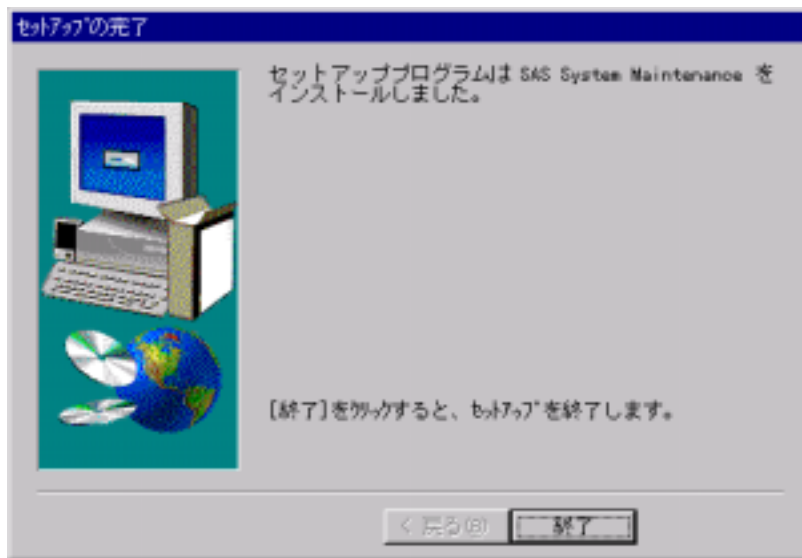 ｾｯﾄｱｯﾌﾟの完了
セットアッププログラムは SAS System Maintenance を
インストールしました。
[終了]をｸﾘｯｸすると、ｾｯﾄｱｯﾌﾟを終了します。
< 戻る(B)
終了